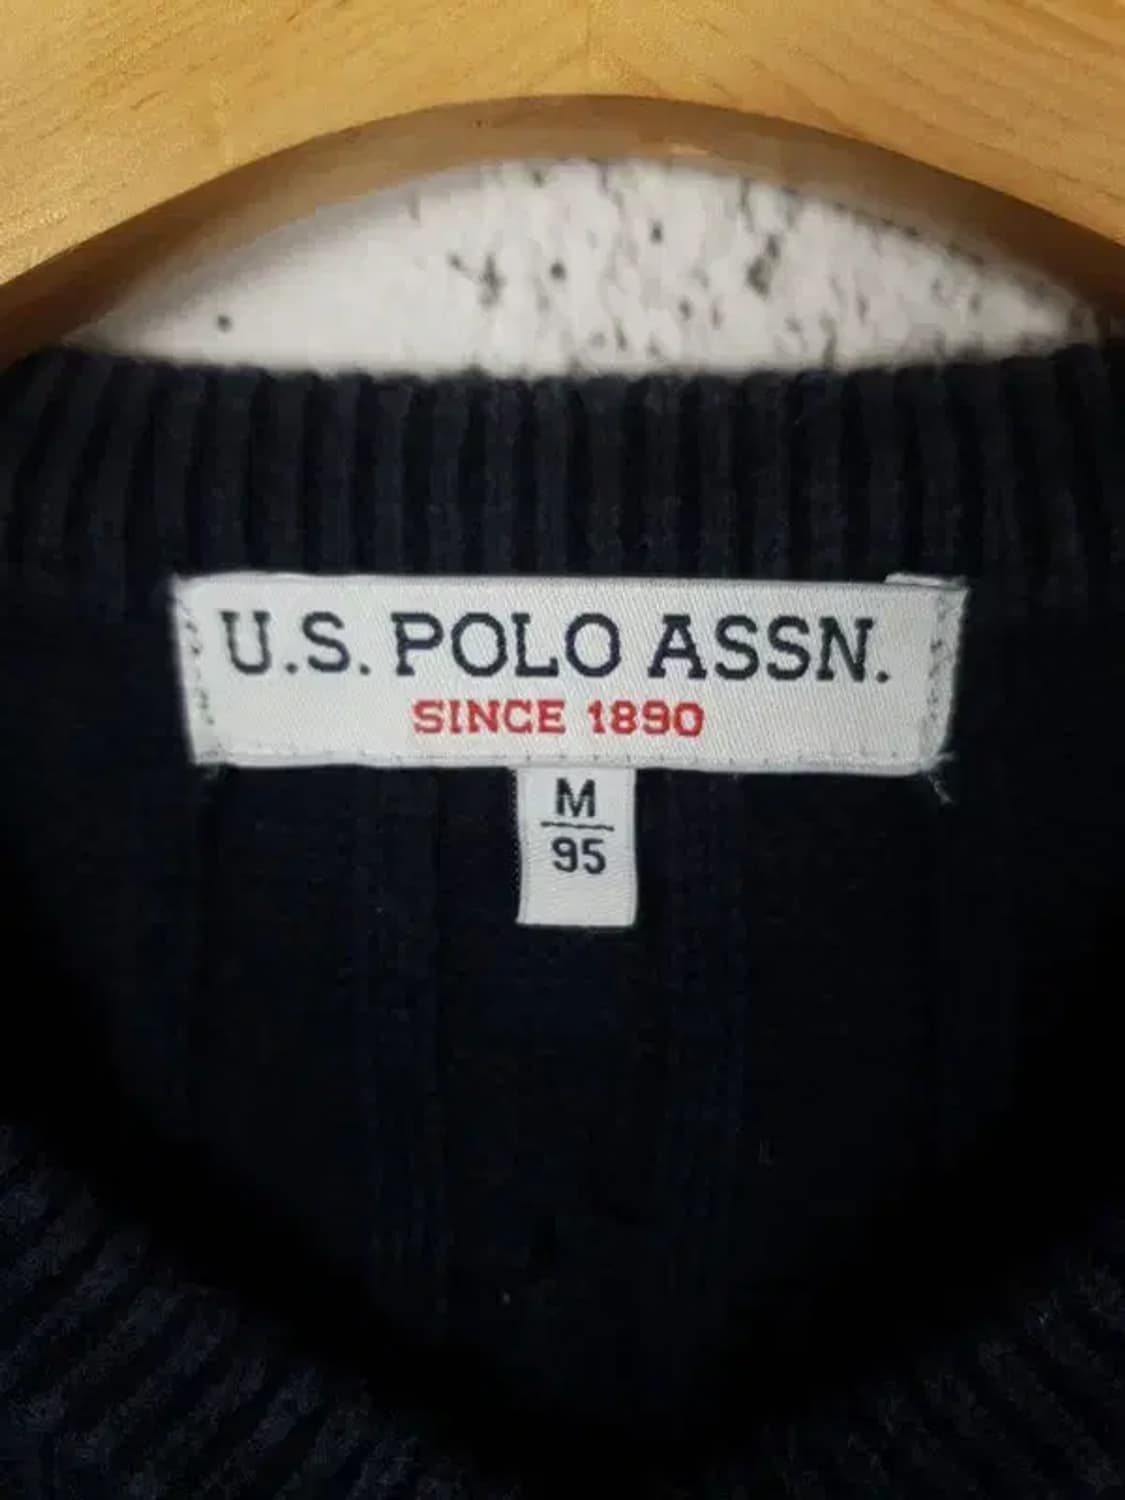 U.S. POLO ASSN.
SINCE 1890
M
95